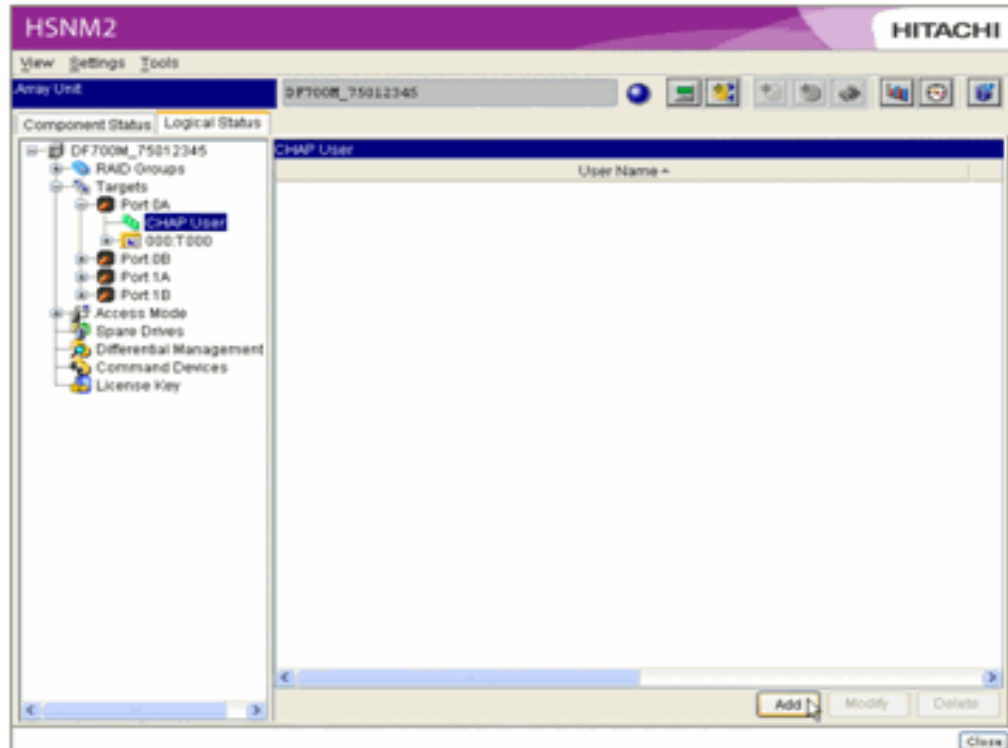 HSNM2
HITACHI
View Settings Tools
Array Unit
DF700M_75012345
Component Status Logical Status
DF700M_75012345
RAID Groups
Targets
Port 0A
CHAP User
000:T000
Port 0B
Port 1A
Port 1B
Access Mode
Spare Drives
Differential Management
Command Devices
License Key
CHAP User
User Name
Add Modify Delete
Close